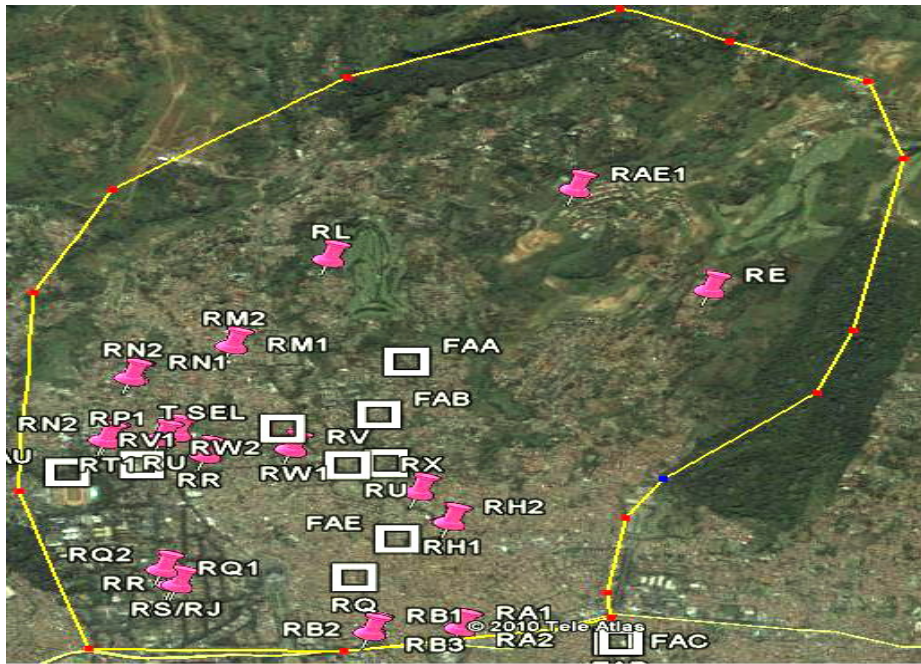 RAE1
RL
RE
RM2
RM1
RN2
RN1
FAA
FAB
RN2
RP1
T SEL
RV1
RW2
RV
AU
RT1
RU
RR
RW1
RX
RU
RH2
FAE
RH1
RQ2
RQ1
RR
RS/RJ
RQ
RB1
RA1
RB2
© 2010 Tele Atlas
RB3
RA2
FAC